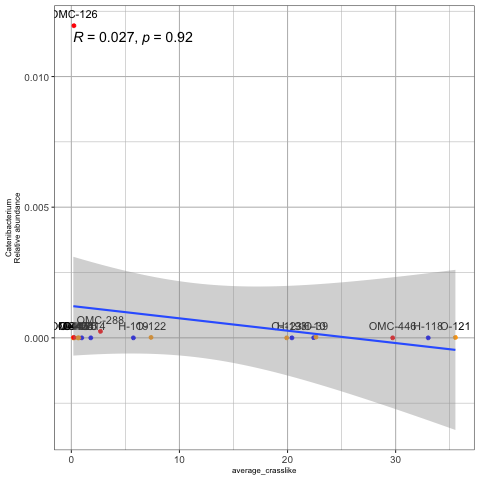 OMC-126
R = 0.027, p = 0.92
0.010
0.005
0.000
Catenibacterium
Relative abundance
OMC-288
H-109
O-122
OMC-446
H-118
O-121
0
10
20
30
average_crasslike